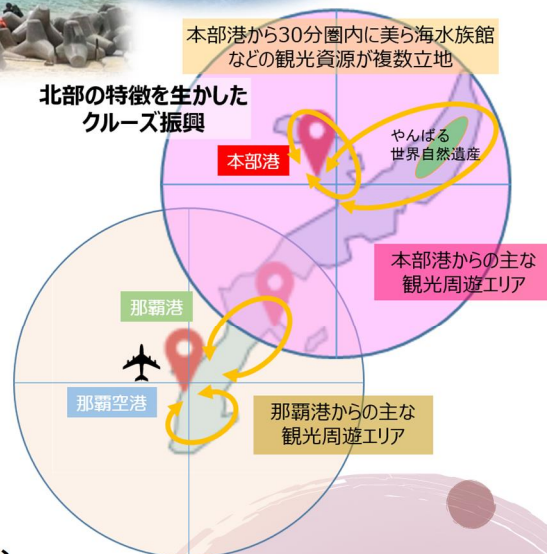 本部港から30分圏内に美ら海水族館
などの観光資源が複数立地
北部の特徴を生かした
クルーズ振興
やんばる
世界自然遺産
本部港
本部港からの主な
観光周遊エリア
那覇港
那覇空港
那覇港からの主な
観光周遊エリア